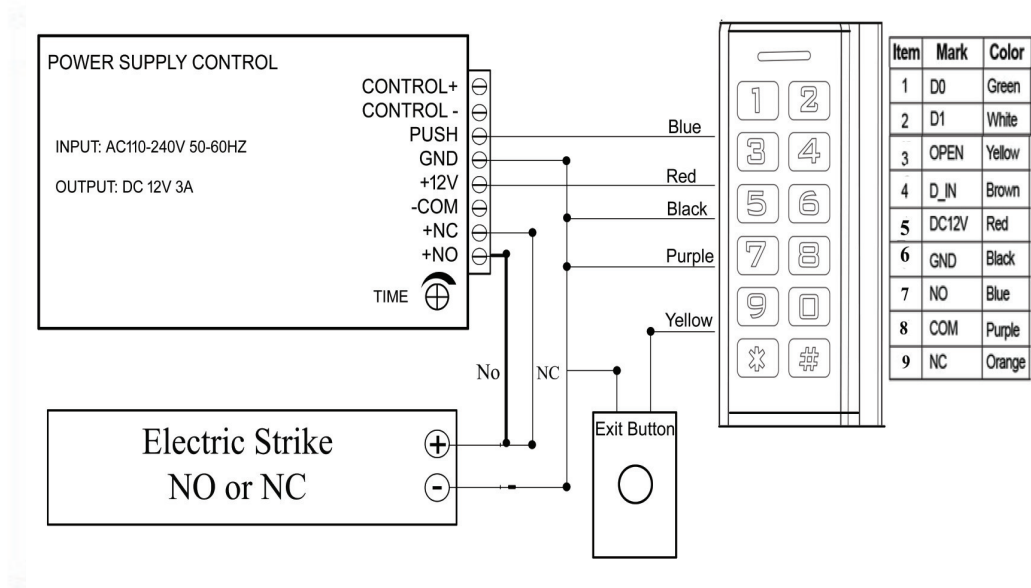 POWER SUPPLY CONTROL
INPUT: AC110-240V 50-60HZ
OUTPUT: DC 12V 3A
CONTROL+
CONTROL -
PUSH
GND
+12V
-COM
+NC
+NO
TIME
Blue
Red
Black
Purple
Yellow
No
NC
Electric Strike
NO or NC
+
-
Exit Button
1 2
3 4
5 6
7 8
9 0
* #
Item Mark Color
1 D0 Green
2 D1 White
3 OPEN Yellow
4 D_IN Brown
5 DC12V Red
6 GND Black
7 NO Blue
8 COM Purple
9 NC Orange